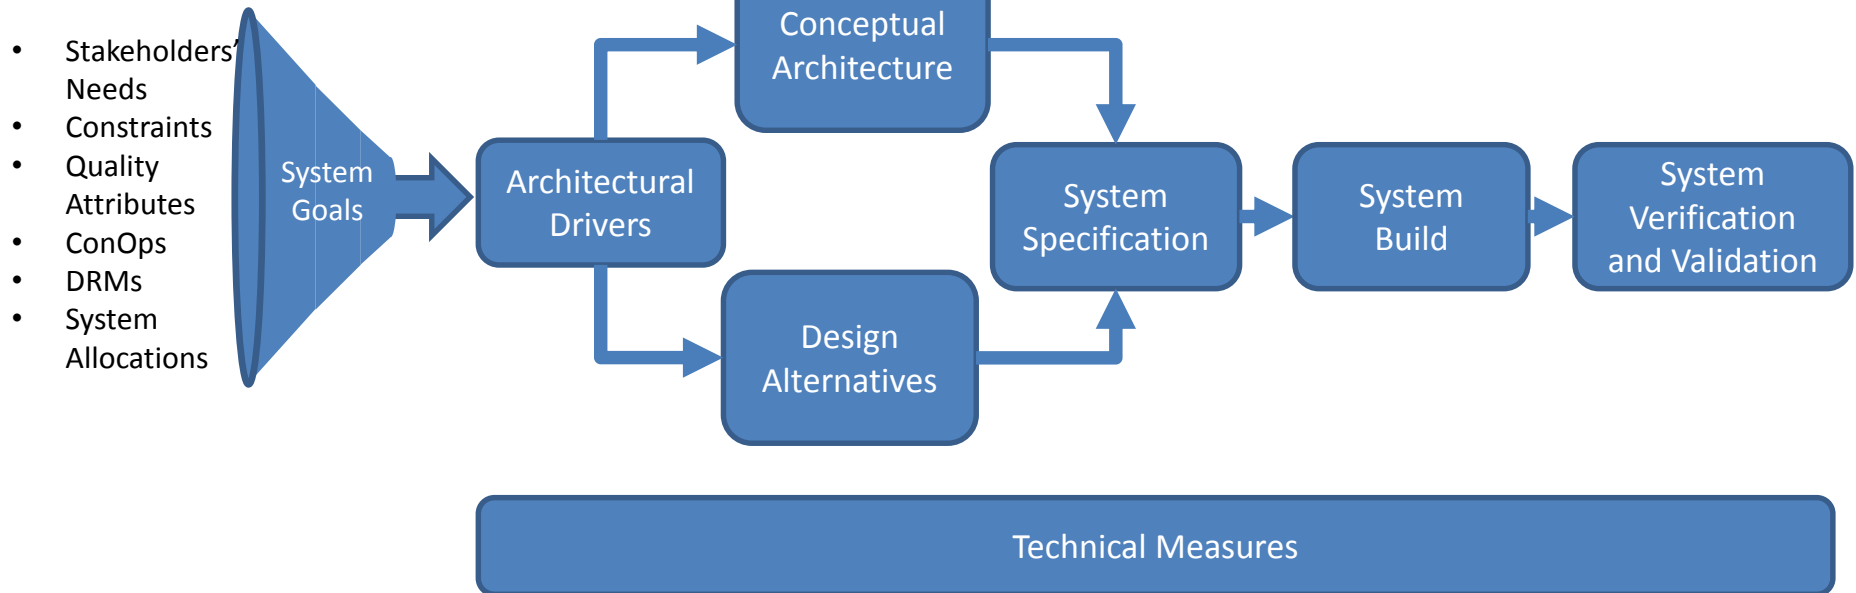 • Stakeholders’
Needs
• Constraints
• Quality
Attributes
• ConOps
• DRMs
• System
Allocations
System
Goals
Architectural
Drivers
Conceptual
Architecture
Design
Alternatives
System
Specification
System
Build
System
Verification
and Validation
Technical Measures